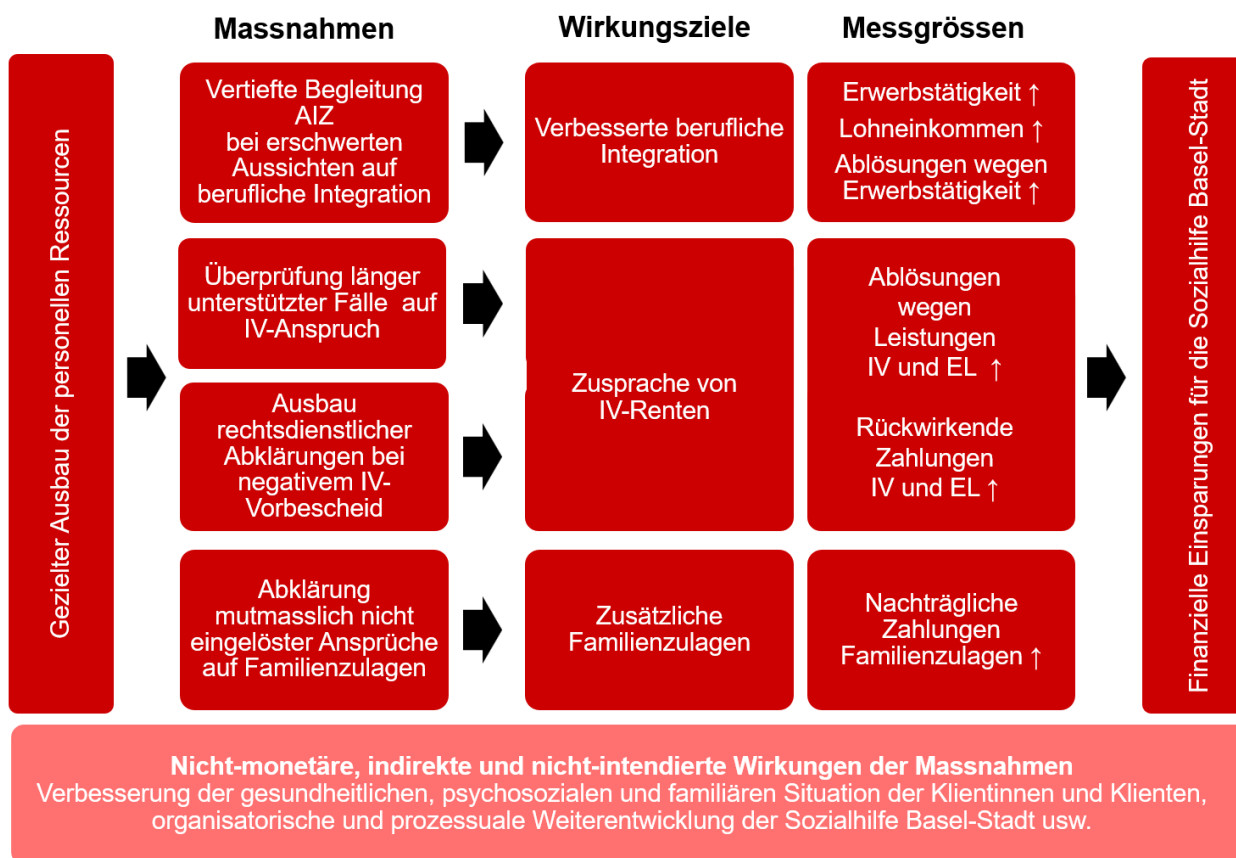 Massnahmen
Wirkungsziele
Messgrössen
Gezielter Ausbau der personellen Ressourcen
Vertiefte Begleitung
AIZ
bei erschwerten
Aussichten auf
berufliche Integration
Verbesserte berufliche
Integration
Erwerbstätigkeit ↑
Lohneinkommen ↑
Ablösungen wegen
Erwerbstätigkeit ↑
Überprüfung länger
unterstützter Fälle auf
IV-Anspruch
Ausbau
rechtsdienstlicher
Abklärungen bei
negativem IV-
Vorbescheid
Zusprache von
IV-Renten
Ablösungen
wegen
Leistungen
IV und EL ↑
Rückwirkende
Zahlungen
IV und EL ↑
Abklärung
mutmasslich nicht
eingelöster Ansprüche
auf Familienzulagen
Zusätzliche
Familienzulagen
Nachträgliche
Zahlungen
Familienzulagen ↑
Finanzielle Einsparungen für die Sozialhilfe Basel-Stadt
Nicht-monetäre, indirekte und nicht-intendierte Wirkungen der Massnahmen
Verbesserung der gesundheitlichen, psychosozialen und familiären Situation der Klientinnen und Klienten,
organisatorische und prozessuale Weiterentwicklung der Sozialhilfe Basel-Stadt usw.